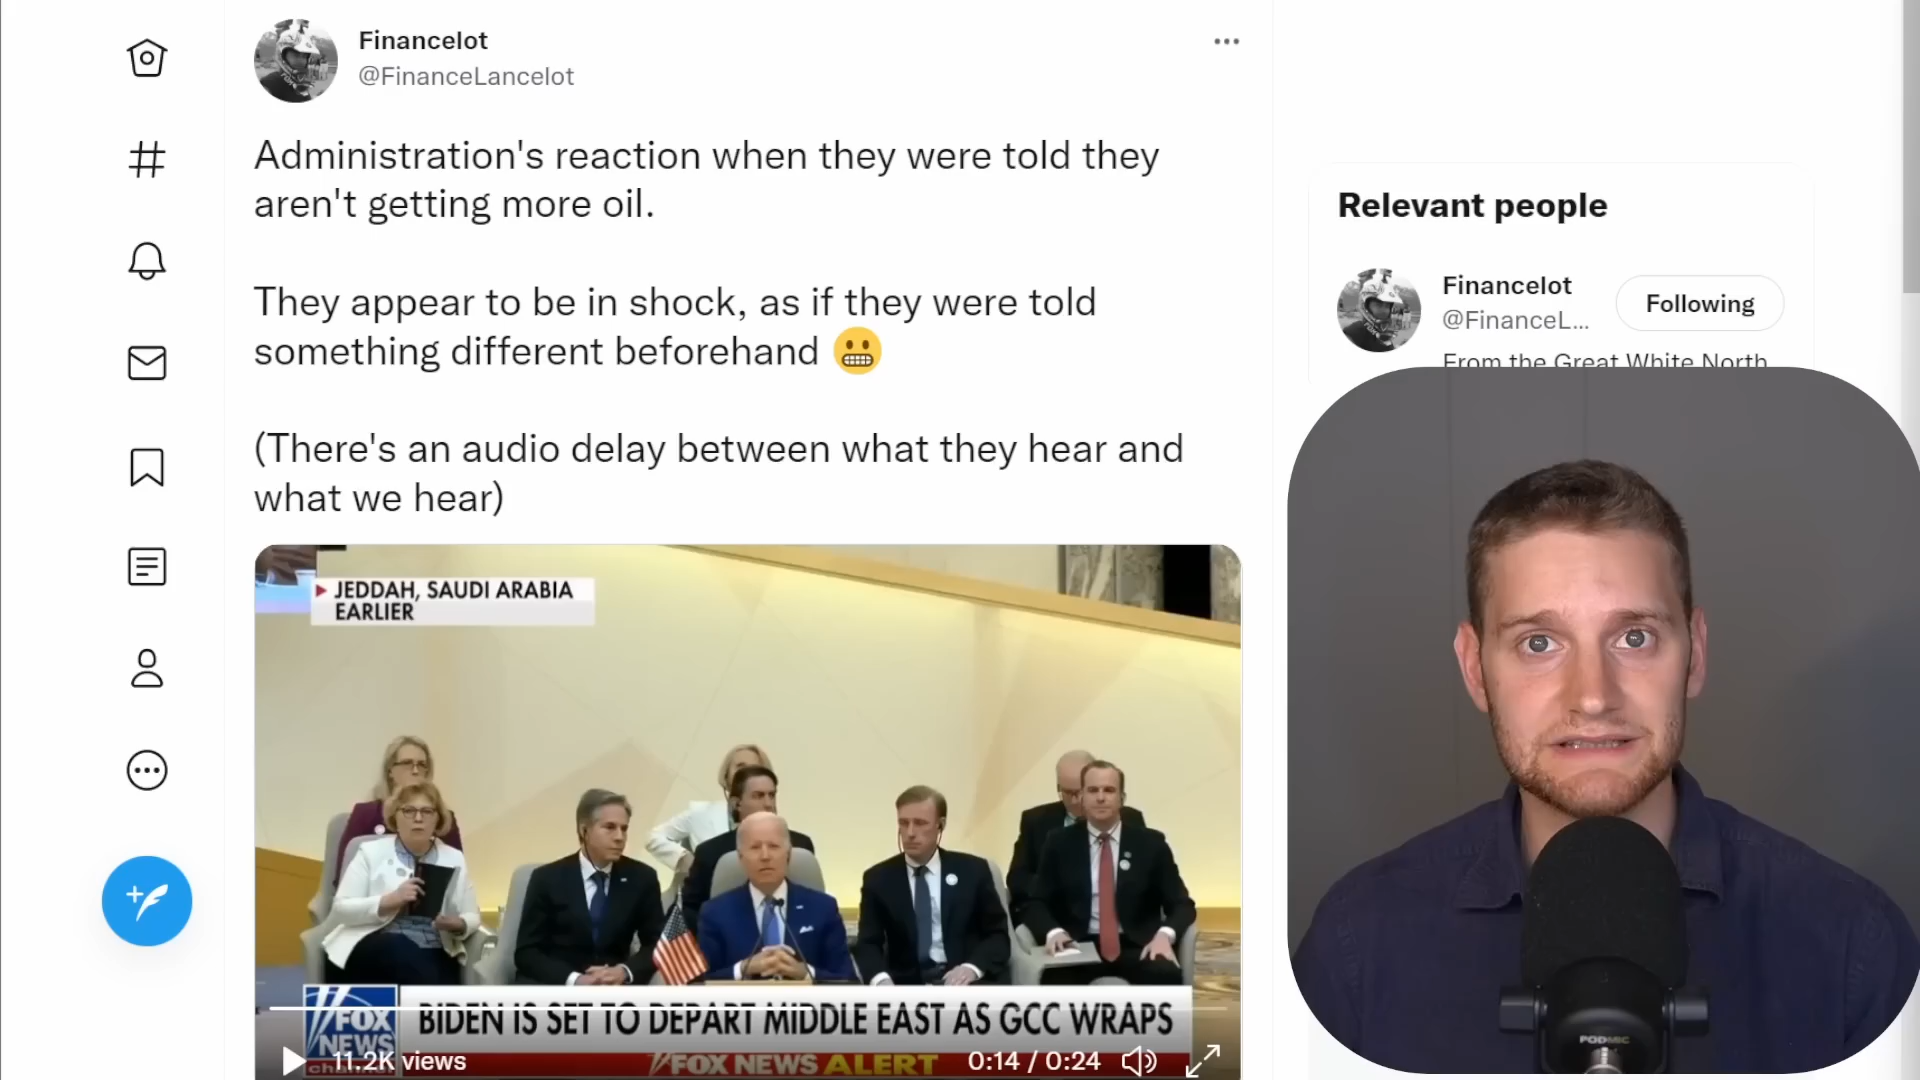 Financelot
@FinanceLancelot
Administration's reaction when they were told they
aren't getting more oil.
They appear to be in shock, as if they were told
something different beforehand 😬
(There's an audio delay between what they hear and
what we hear)
JEDDAH, SAUDI ARABIA
EARLIER
BIDEN IS SET TO DEPART MIDDLE EAST AS GCC WRAPS
FOX
NEWS
channel
11.2K views
FOX NEWS ALERT
0:14 / 0:24
Relevant people
Financelot
@FinanceL...
Following
From the Great White North
PODMIC